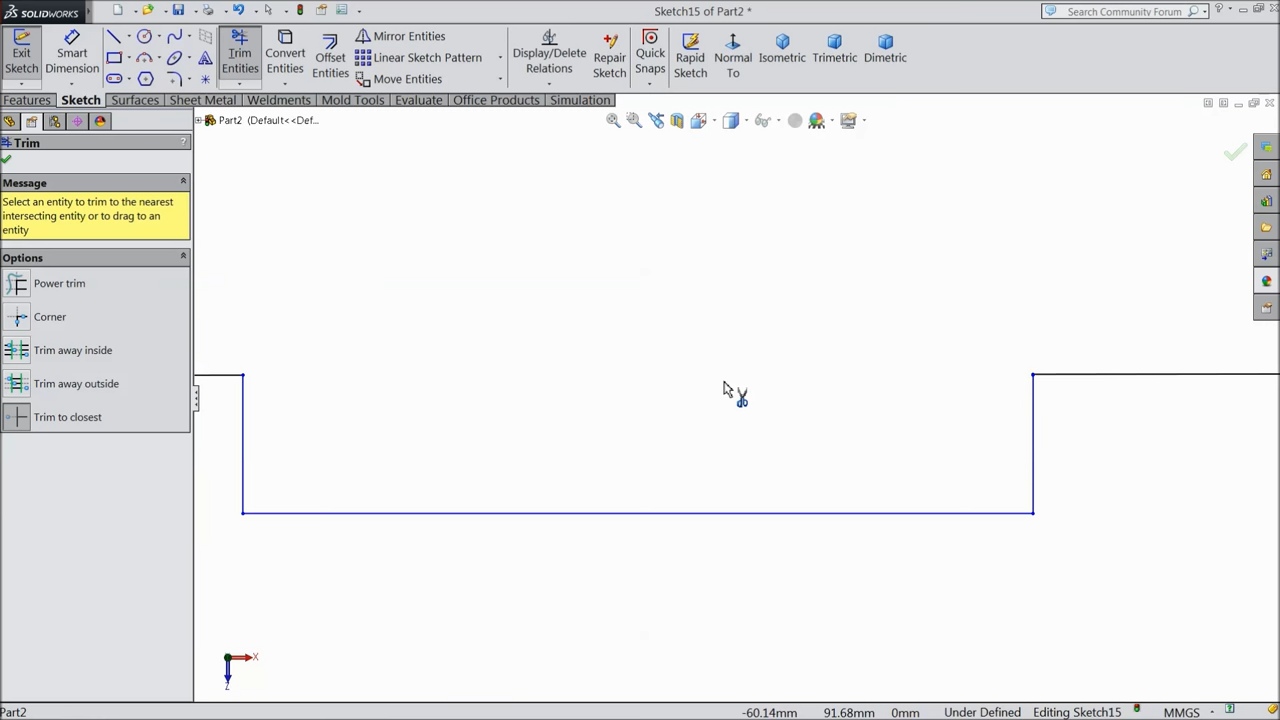 SOLIDWORKS
Sketch15 of Part2 *
Search Community Forum
Exit Sketch
Smart Dimension
Trim Entities
Convert Entities
Offset Entities
Mirror Entities
Linear Sketch Pattern
Move Entities
Display/Delete Relations
Repair Sketch
Quick Snaps
Rapid Sketch
Normal To
Isometric
Trimetric
Dimetric
Features
Sketch
Surfaces
Sheet Metal
Weldments
Mold Tools
Evaluate
Office Products
Simulation
Part2 (Default<<Def...
Trim
?
Message
Select an entity to trim to the nearest
intersecting entity or to drag to an
entity
Options
Power trim
Corner
Trim away inside
Trim away outside
Trim to closest
X
Z
Part2
-60.14mm
91.68mm
0mm
Under Defined
Editing Sketch15
MMGS